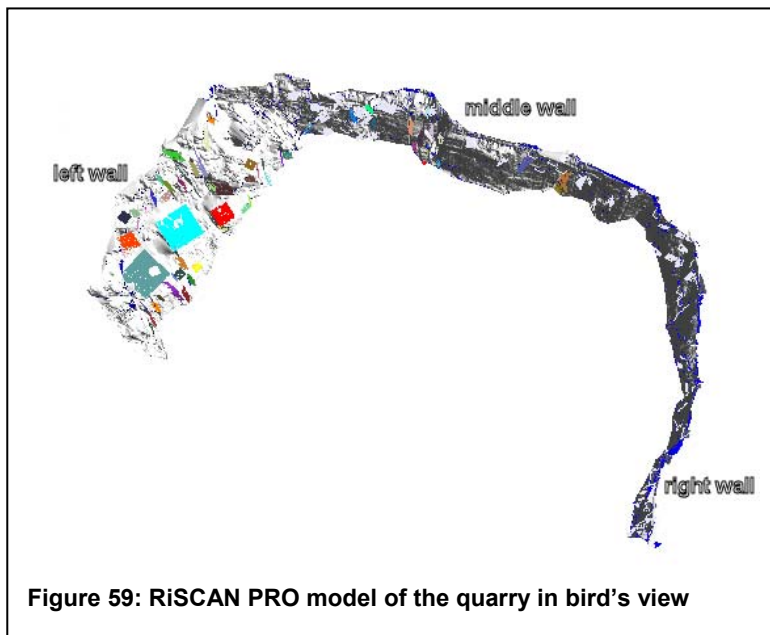 middle wall
left wall
right wall
Figure 59: RiSCAN PRO model of the quarry in bird’s view